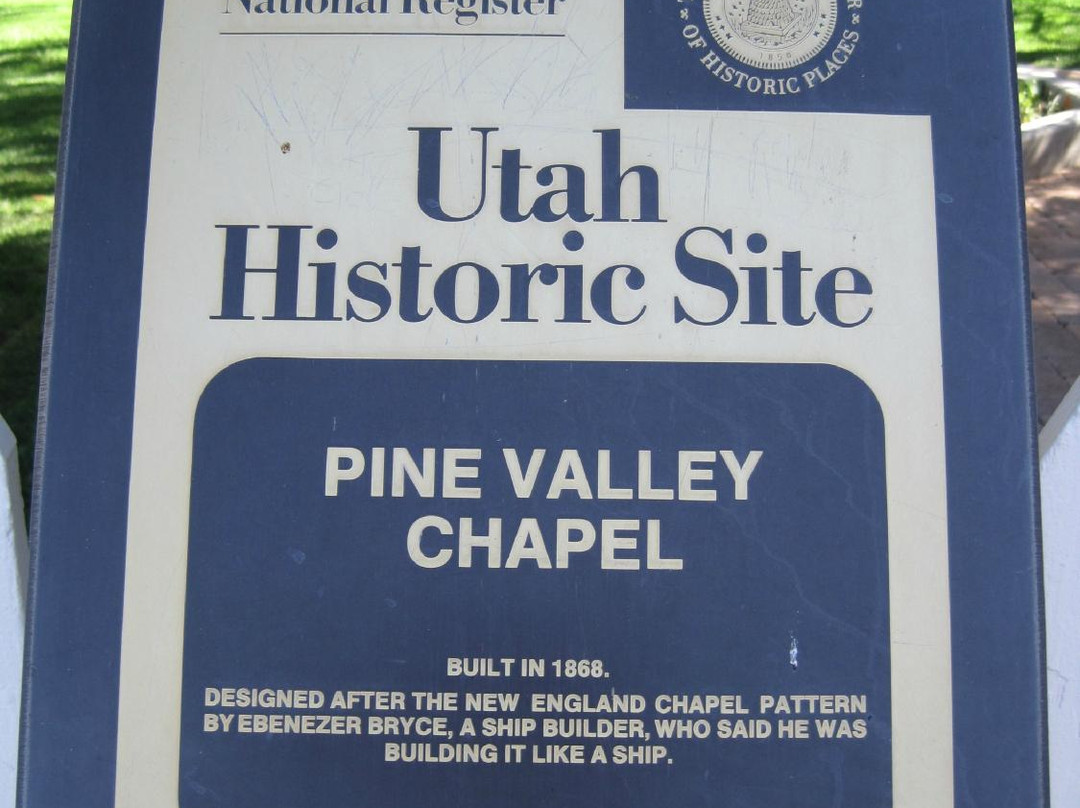 National Register
OF HISTORIC PLACES
1850
Utah
Historic Site
PINE VALLEY
CHAPEL
BUILT IN 1868.
DESIGNED AFTER THE NEW ENGLAND CHAPEL PATTERN
BY EBENEZER BRYCE, A SHIP BUILDER, WHO SAID HE WAS
BUILDING IT LIKE A SHIP.